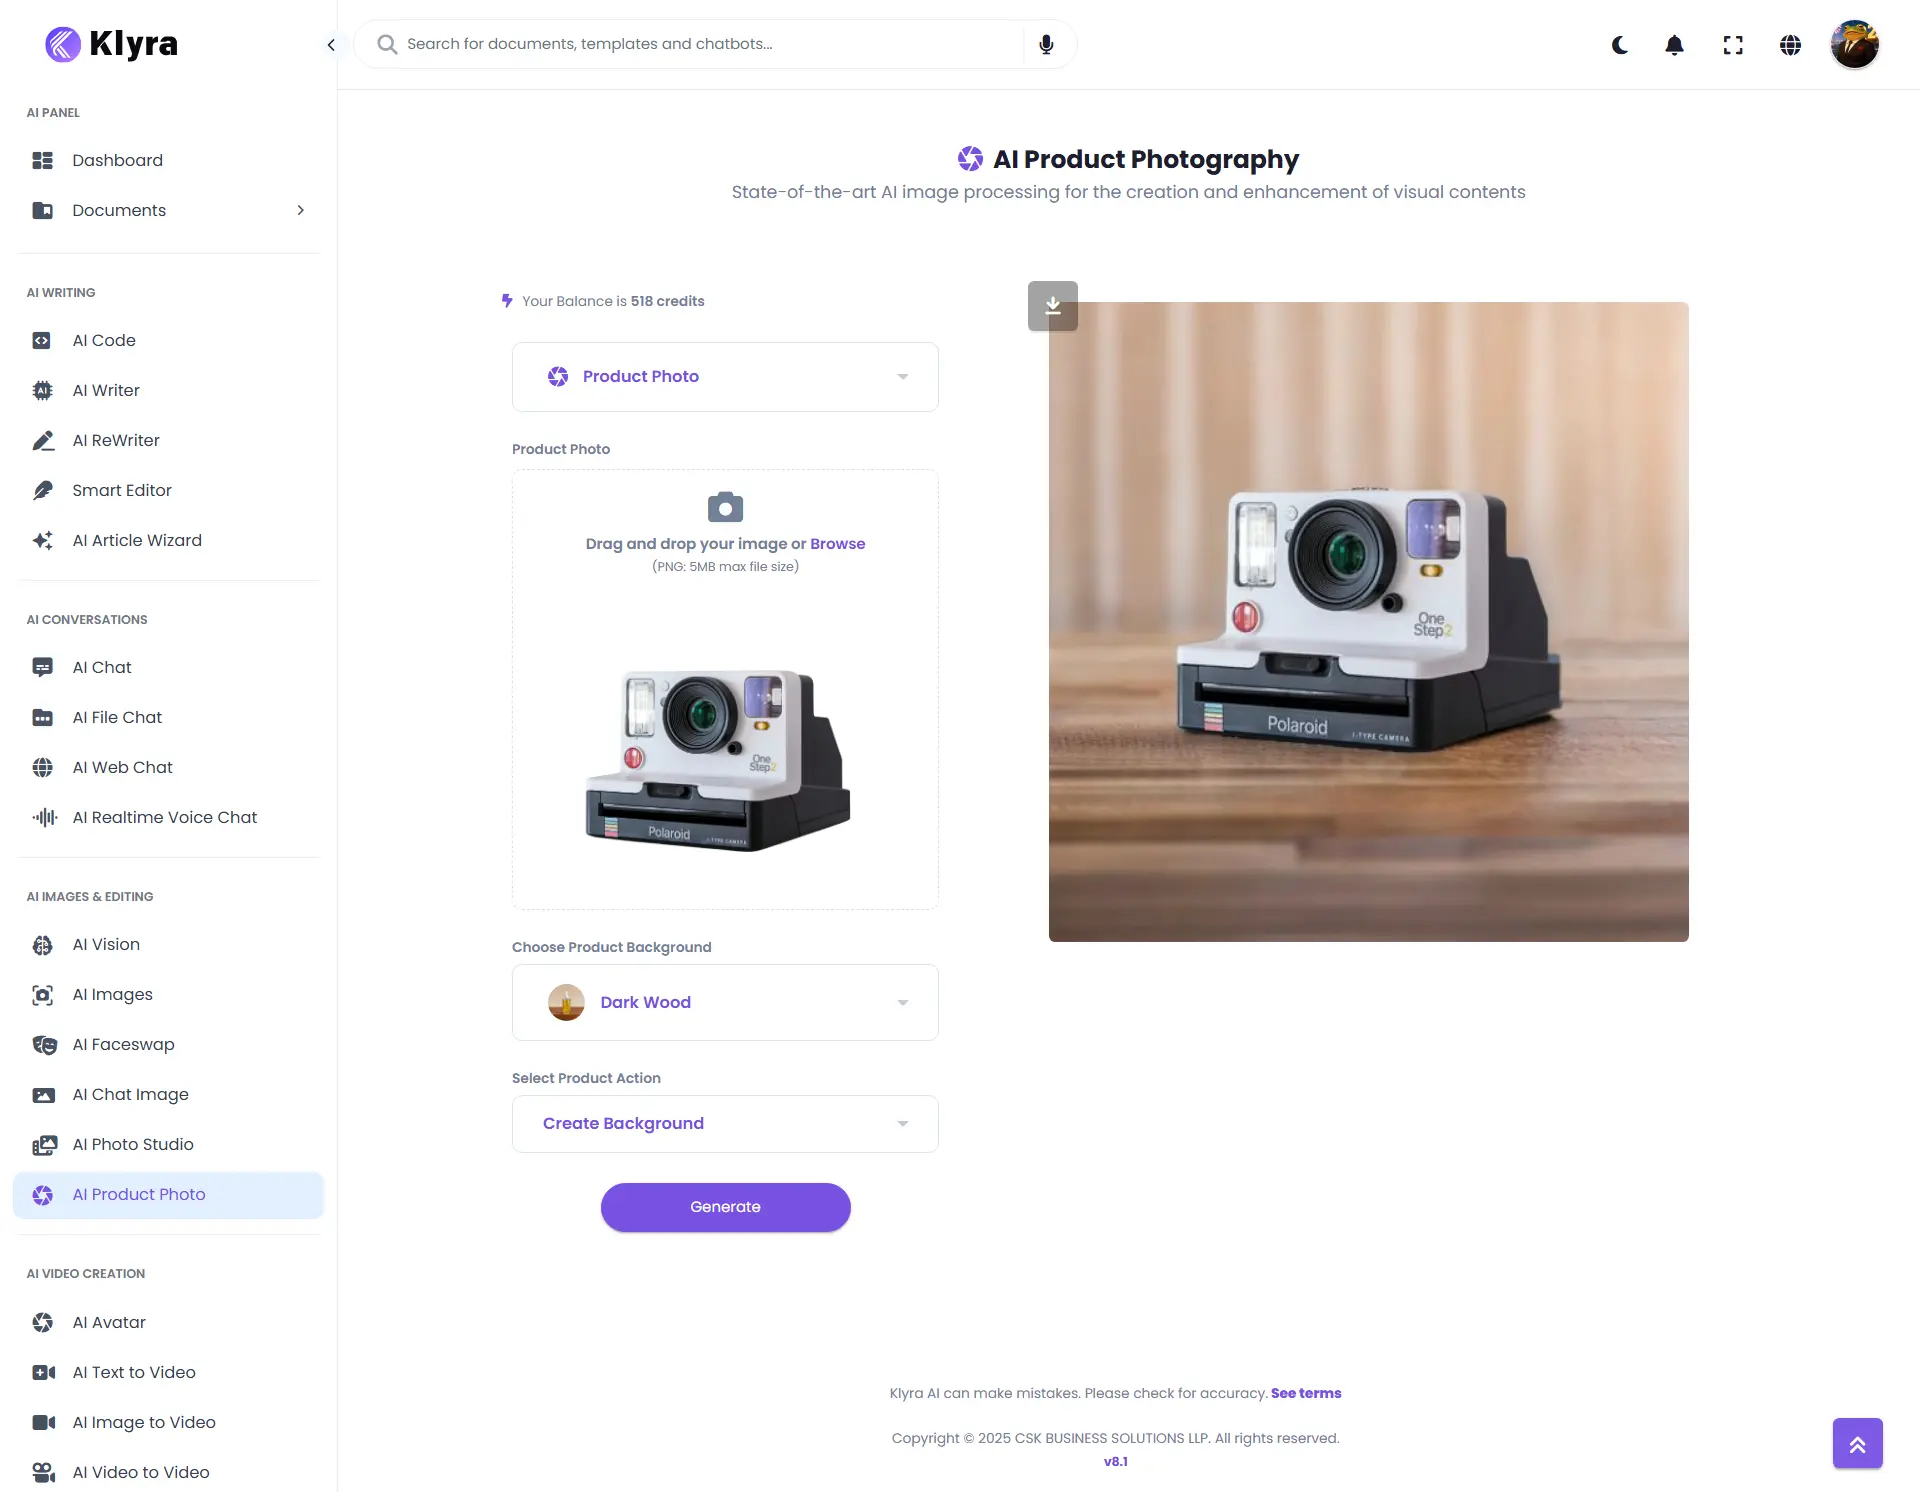 Klyra
Search for documents, templates and chatbots...
AI PANEL
Dashboard
Documents
AI WRITING
AI Code
AI Writer
AI ReWriter
Smart Editor
AI Article Wizard
AI CONVERSATIONS
AI Chat
AI File Chat
AI Web Chat
AI Realtime Voice Chat
AI IMAGES & EDITING
AI Vision
AI Images
AI Faceswap
AI Chat Image
AI Photo Studio
AI Product Photo
AI VIDEO CREATION
AI Avatar
AI Text to Video
AI Image to Video
AI Video to Video
AI Product Photography
State-of-the-art AI image processing for the creation and enhancement of visual contents
Your Balance is 518 credits
Product Photo
Product Photo
Drag and drop your image or Browse
(PNG: 5MB max file size)
One
Step2
Polaroid
I-TYPE CAMERA
Choose Product Background
Dark Wood
Select Product Action
Create Background
Generate
One
Step2
Polaroid
I-TYPE CAMERA
Klyra AI can make mistakes. Please check for accuracy. See terms
Copyright © 2025 CSK BUSINESS SOLUTIONS LLP. All rights reserved.
v8.1